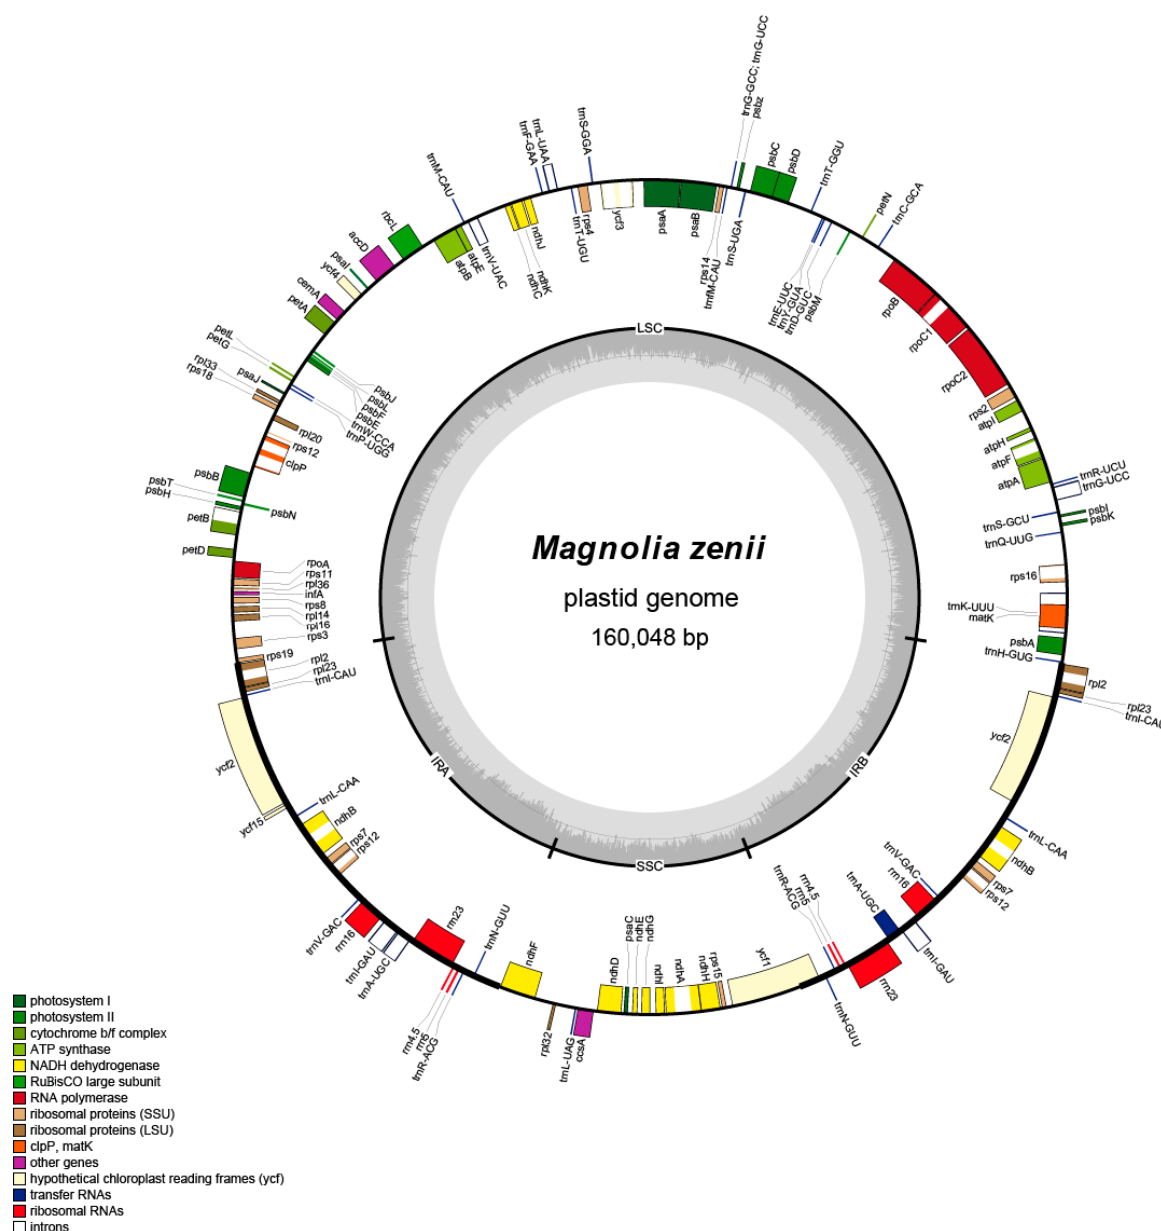 trnG-GCC; trnG-UCC
psbz
psbC
psbD
trnT-GGU
petN
trnC-GCA
trnS-GGA
trnL-UAA
trnF-GAA
trnM-CAU
rbcL
accD
psaI
ycf4
cemA
petA
petL
petG
rpl33
rps18
psaJ
psbB
psbT
psbH
petB
petD
atpB
atpE
trnV-UAC
ndhC
ndhK
ndhJ
trnT-UGU
rps4
ycf3
psaA
psaB
rps14
trnfM-CAU
trnS-UGA
trnE-UUC
trnY-GUA
trnD-GUC
psbM
rpoB
rpoC1
rpoC2
rps2
atpI
atpH
atpF
atpA
trnR-UCU
trnG-UCC
trnS-GCU
psbI
psbK
trnQ-UUG
rps16
trnK-UUU
matK
psbA
trnH-GUG
rpl2
rpl23
trnI-CAU
ycf2
trnL-CAA
ndhB
rps7
rps12
trnV-GAC
rrn16
trnI-GAU
trnA-UGC
rrn23
rrn4.5
rrn5
trnR-ACG
trnN-GUU
ycf1
rps15
ndhH
ndhA
ndhI
ndhG
ndhE
psaC
ndhD
ccsA
trnL-UAG
rpl32
ndhF
trnN-GUU
trnR-ACG
rrn5
rrn4.5
rrn23
trnA-UGC
trnI-GAU
rrn16
trnV-GAC
rps12
rps7
ndhB
trnL-CAA
ycf15
ycf2
trnI-CAU
rpl23
rpl2
rps19
rps3
rpl16
rpl14
rps8
infA
rpl36
rps11
rpoA
psbN
clpP
rps12
rpl20
trnP-UGG
trnW-CCA
psbE
psbF
psbL
psbJ
LSC
IRA
IRB
SSC
Magnolia zenii
plastid genome
160,048 bp
photosystem I
photosystem II
cytochrome b/f complex
ATP synthase
NADH dehydrogenase
RuBisCO large subunit
RNA polymerase
ribosomal proteins (SSU)
ribosomal proteins (LSU)
clpP, matK
other genes
hypothetical chloroplast reading frames (ycf)
transfer RNAs
ribosomal RNAs
introns